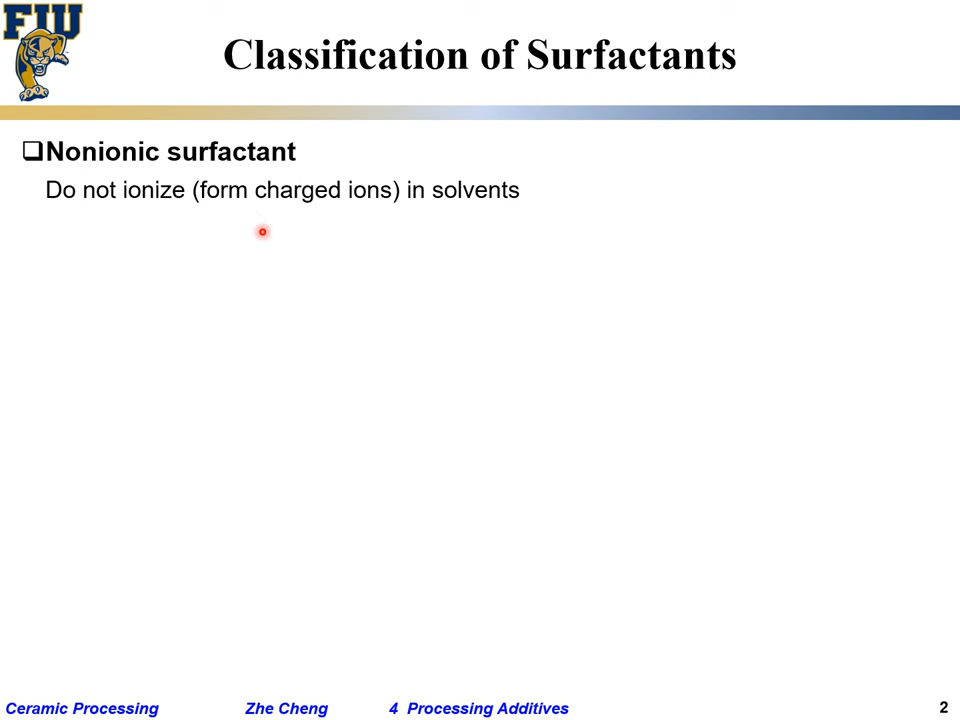 FIU
Classification of Surfactants
❑Nonionic surfactant
Do not ionize (form charged ions) in solvents
Ceramic Processing Zhe Cheng 4 Processing Additives 2